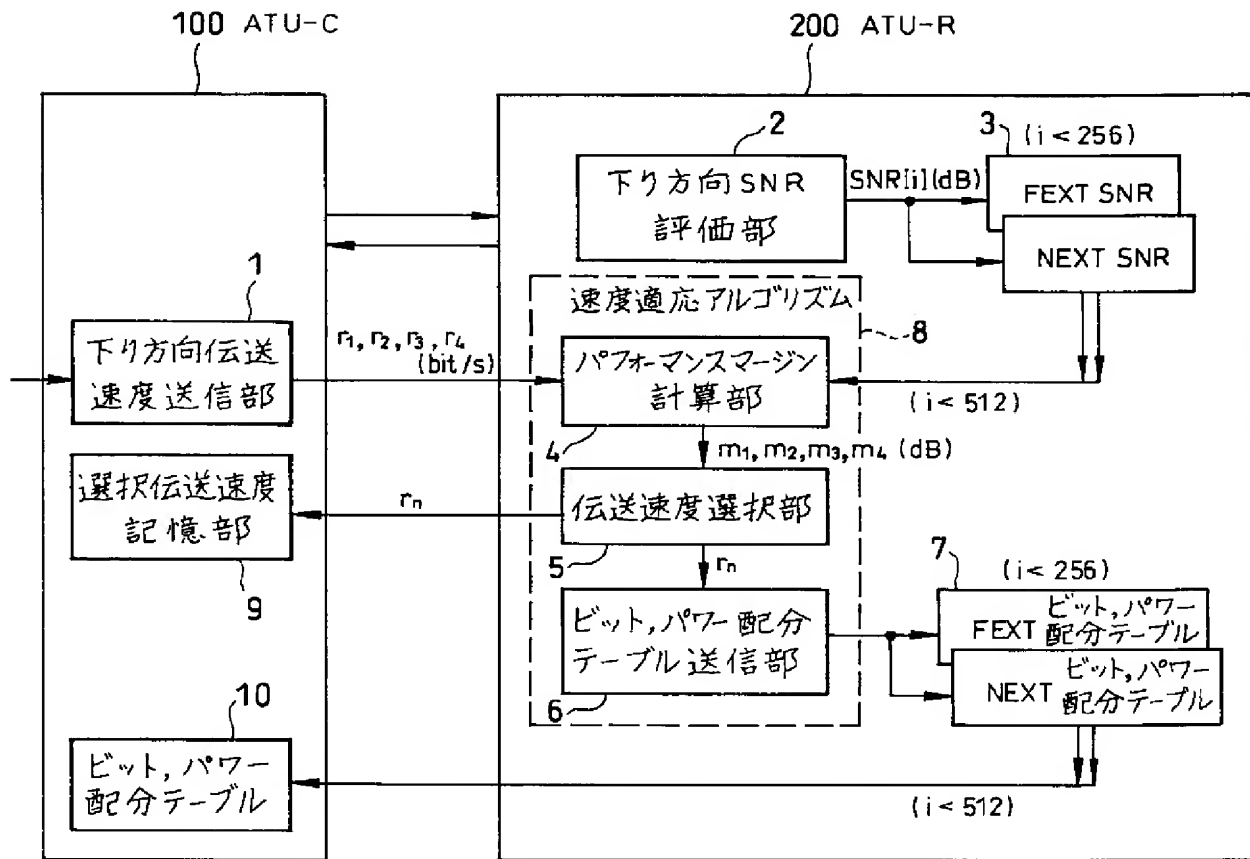 100 ATU-C
200 ATU-R
2
下り方向SNR
評価部
SNR[i](dB)
3
(i<256)
FEXT SNR
NEXT SNR
1
下り方向伝送
速度送信部
r₁, r₂, r₃, r₄
(bit/s)
速度適応アルゴリズム
8
パフォーマンスマージン
計算部
4
(i<512)
m₁, m₂, m₃, m₄ (dB)
選択伝送速度
記憶部
9
rₙ
伝送速度選択部
5
rₙ
ビット,パワー配分
テーブル送信部
6
7
(i<256)
FEXT ビット,パワー
配分テーブル
NEXT ビット,パワー
配分テーブル
10
ビット,パワー
配分テーブル
(i<512)